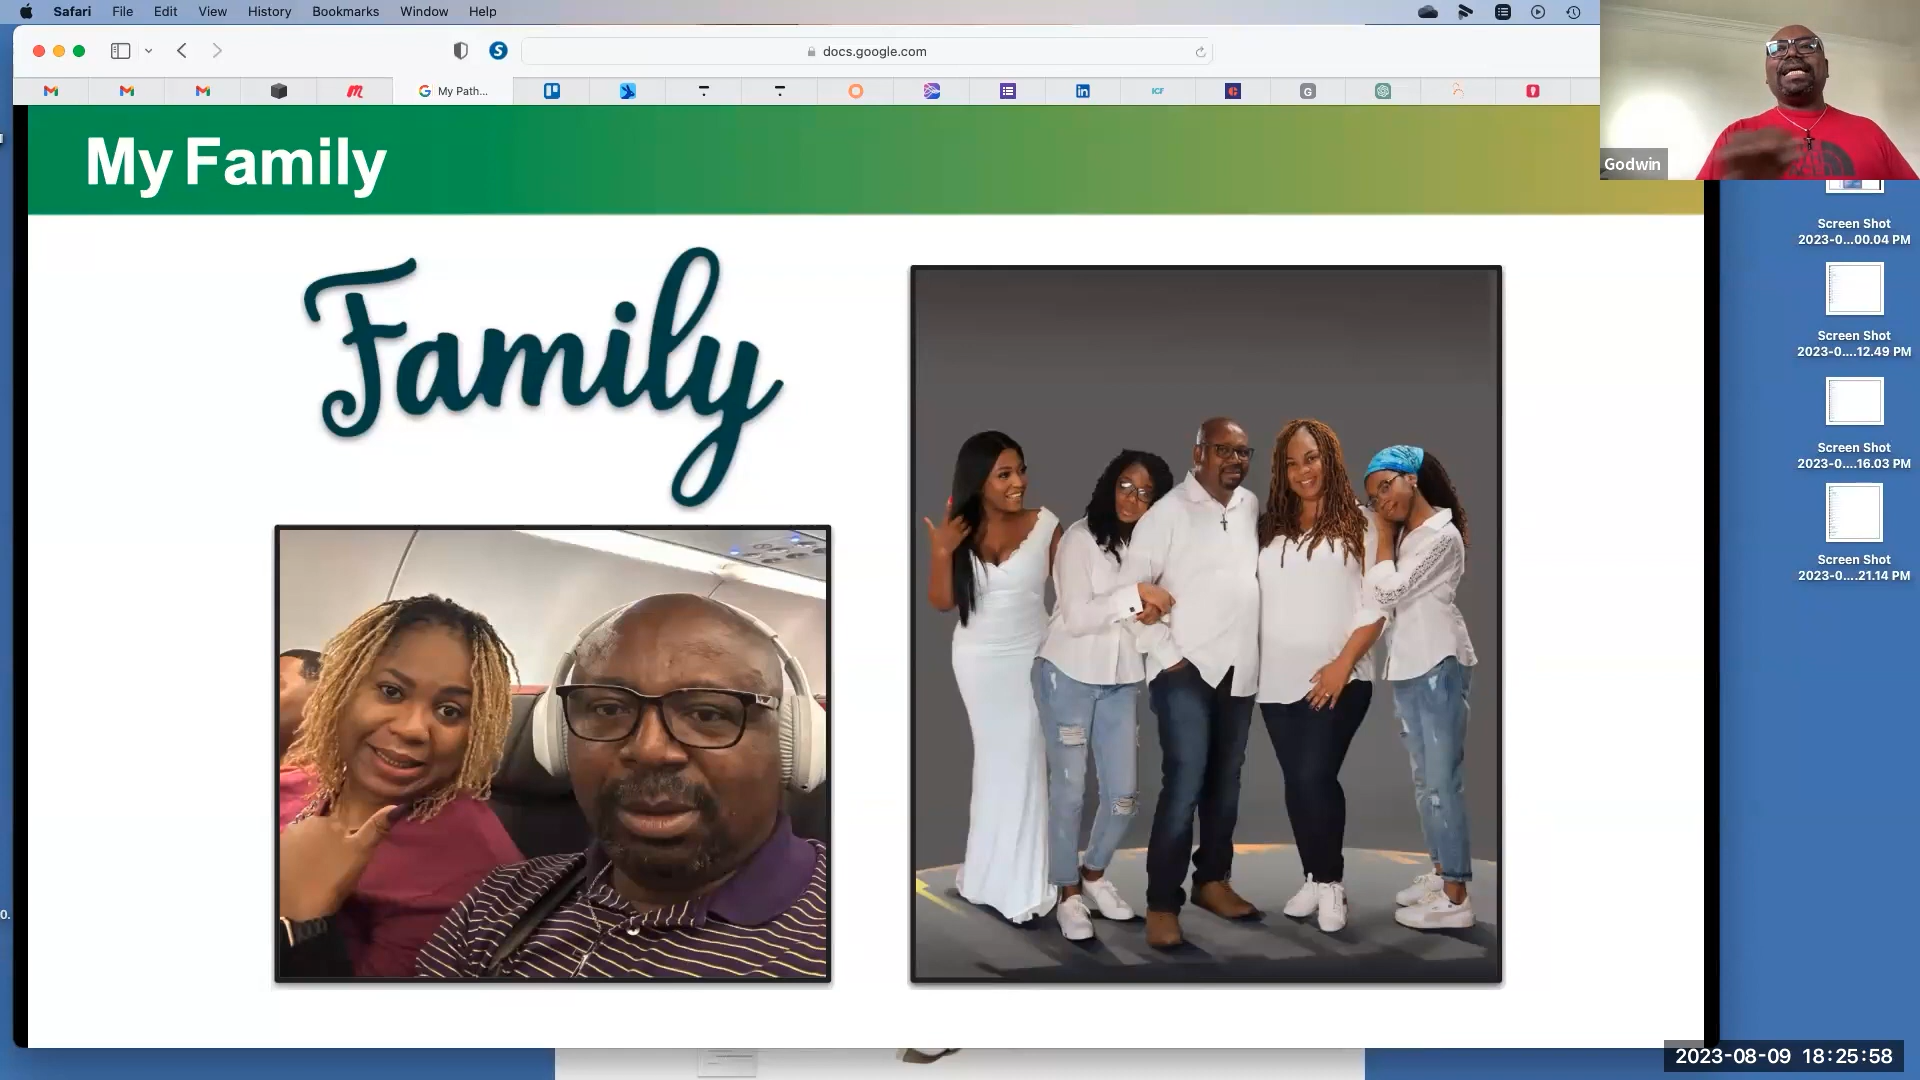 Safari File Edit View History Bookmarks Window Help
docs.google.com
My Path...
ICF
My Family
Family
Godwin
Screen Shot
2023-0...00.04 PM
Screen Shot
2023-0....12.49 PM
Screen Shot
2023-0....16.03 PM
Screen Shot
2023-0....21.14 PM
0.
2023-08-09 18:25:58